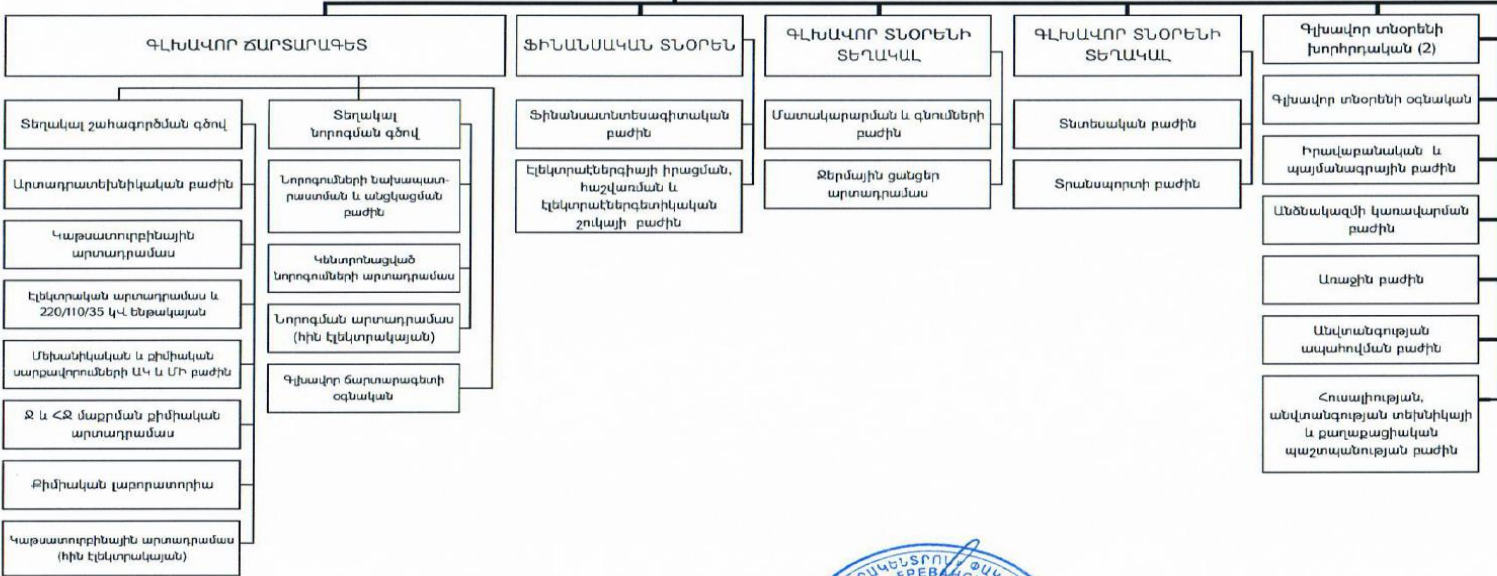 ԳԼԽԱՎՈՐ ՃԱՐՏԱՐԱԳԵՏ
Տեղակալ շահագործման գծով
Արտադրատեխնիկական բաժին
Կաթսատուրբինային
արտադրամաս
Էլեկտրական արտադրամաս և
220/110/35 կՎ ենթակայան
Մեխանիկական և քիմիական
սարքավորումների ԱԿ և ՄԻ բաժին
Ջ և ՀՋ մաքրման քիմիական
արտադրամաս
Քիմիական լաբորատորիա
Կաթսատուրբինային արտադրամաս
(հին էլեկտրակայան)
Տեղակալ
նորոգման գծով
Նորոգումների նախապատ-
րաստման և անցկացման
բաժին
Կենտրոնացված
նորոգումների արտադրամաս
Նորոգման արտադրամաս
(հին էլեկտրակայան)
Գլխավոր ճարտարագետի
օգնական
ՖԻՆԱՆՍԱԿԱՆ ՏՆՕՐԵՆ
Ֆինանսատնտեսագիտական
բաժին
Էլեկտրաէներգիայի իրացման,
հաշվառման և
էլեկտրաէներգետիկական
շուկայի բաժին
ԳԼԽԱՎՈՐ ՏՆՕՐԵՆԻ
ՏԵՂԱԿԱԼ
Մատակարարման և գնումների
բաժին
Ջերմային ցանցեր
արտադրամաս
ԳԼԽԱՎՈՐ ՏՆՕՐԵՆԻ
ՏԵՂԱԿԱԼ
Տնտեսական բաժին
Տրանսպորտի բաժին
Գլխավոր տնօրենի
խորհրդական (2)
Գլխավոր տնօրենի օգնական
Իրավաբանական և
պայմանագրային բաժին
Անձնակազմի կառավարման
բաժին
Առաջին բաժին
Անվտանգության
ապահովման բաժին
Հուսալիության,
անվտանգության տեխնիկայի
և քաղաքացիական
պաշտպանության բաժին